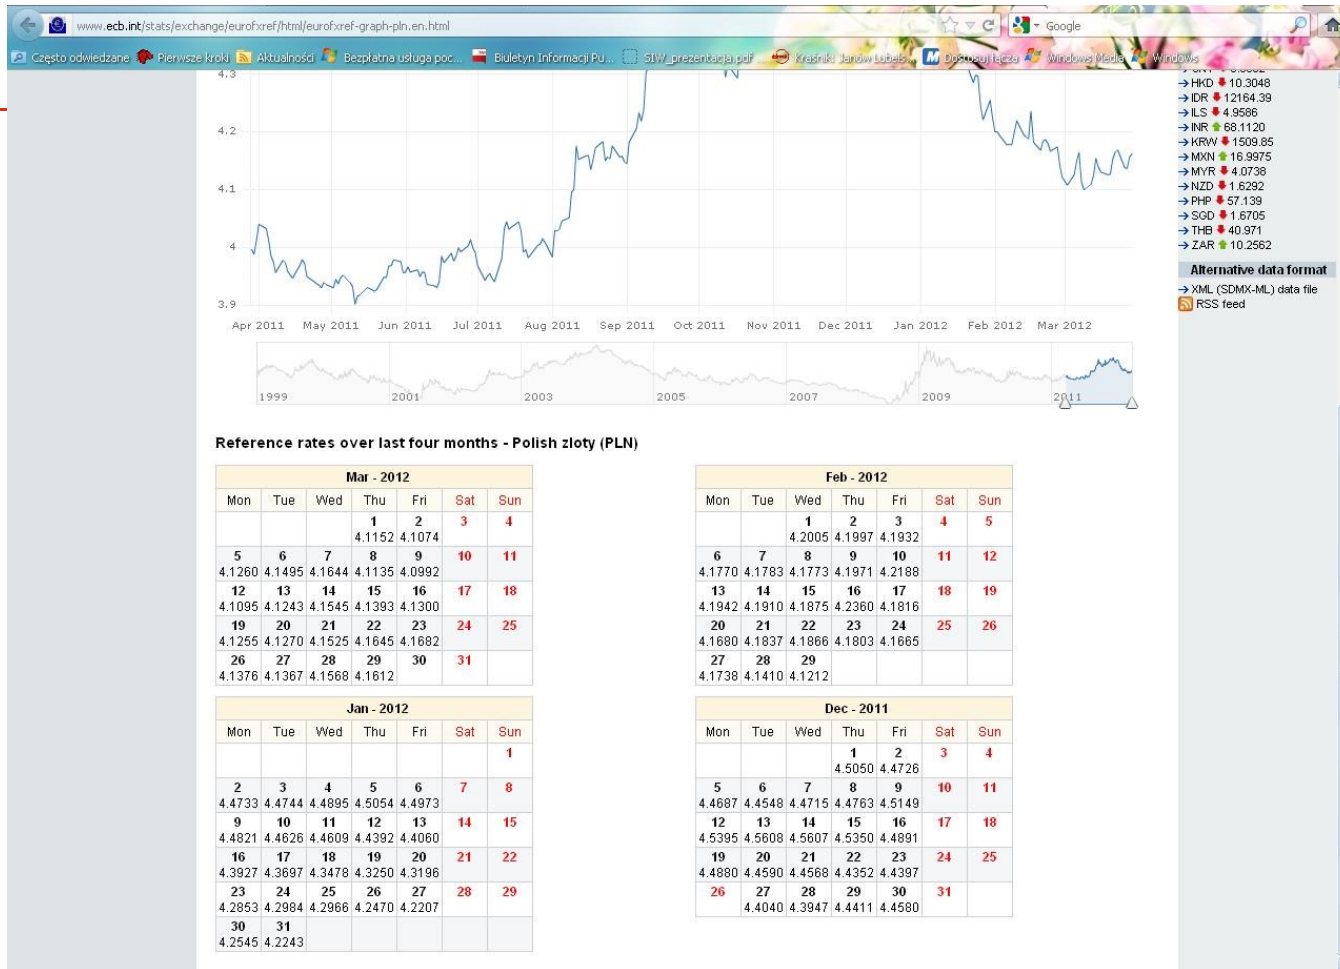 www.ecb.int/stats/exchange/eurofxref/html/eurofxref-graph-pln.en.html
Google
Często odwiedzane Pierwsze kroki Aktualności Bezpłatna usługa poc... Biuletyn Informacji Pu... SIW_prezentacja.pdf Kraśnik: Janów Lubels... Dostosuj łącza Windows Media Windows
4.3
4.2
4.1
4
3.9
Apr 2011 May 2011 Jun 2011 Jul 2011 Aug 2011 Sep 2011 Oct 2011 Nov 2011 Dec 2011 Jan 2012 Feb 2012 Mar 2012
1999 2001 2003 2005 2007 2009 2011
HKD 10.3048
IDR 12164.39
ILS 4.9586
INR 68.1120
KRW 1509.85
MXN 16.9975
MYR 4.0738
NZD 1.6292
PHP 57.139
SGD 1.6705
THB 40.971
ZAR 10.2562
Alternative data format
XML (SDMX-ML) data file
RSS feed
Reference rates over last four months - Polish zloty (PLN)
Mar - 2012
Mon Tue Wed Thu Fri Sat Sun
1 2 3 4
4.1152 4.1074
5 6 7 8 9 10 11
4.1260 4.1495 4.1644 4.1135 4.0992
12 13 14 15 16 17 18
4.1095 4.1243 4.1545 4.1393 4.1300
19 20 21 22 23 24 25
4.1255 4.1270 4.1525 4.1645 4.1682
26 27 28 29 30 31
4.1376 4.1367 4.1568 4.1612
Feb - 2012
Mon Tue Wed Thu Fri Sat Sun
1 2 3 4 5
4.2005 4.1997 4.1932
6 7 8 9 10 11 12
4.1770 4.1783 4.1773 4.1971 4.2188
13 14 15 16 17 18 19
4.1942 4.1910 4.1875 4.2360 4.1816
20 21 22 23 24 25 26
4.1680 4.1837 4.1866 4.1803 4.1665
27 28 29
4.1738 4.1410 4.1212
Jan - 2012
Mon Tue Wed Thu Fri Sat Sun
1
2 3 4 5 6 7 8
4.4733 4.4744 4.4895 4.5054 4.4973
9 10 11 12 13 14 15
4.4821 4.4626 4.4609 4.4392 4.4060
16 17 18 19 20 21 22
4.3927 4.3697 4.3478 4.3250 4.3196
23 24 25 26 27 28 29
4.2853 4.2984 4.2966 4.2470 4.2207
30 31
4.2545 4.2243
Dec - 2011
Mon Tue Wed Thu Fri Sat Sun
1 2 3 4
4.5050 4.4726
5 6 7 8 9 10 11
4.4687 4.4548 4.4715 4.4763 4.5149
12 13 14 15 16 17 18
4.5395 4.5608 4.5607 4.5350 4.4891
19 20 21 22 23 24 25
4.4880 4.4590 4.4568 4.4352 4.4397
26 27 28 29 30 31
4.4040 4.3947 4.4411 4.4580